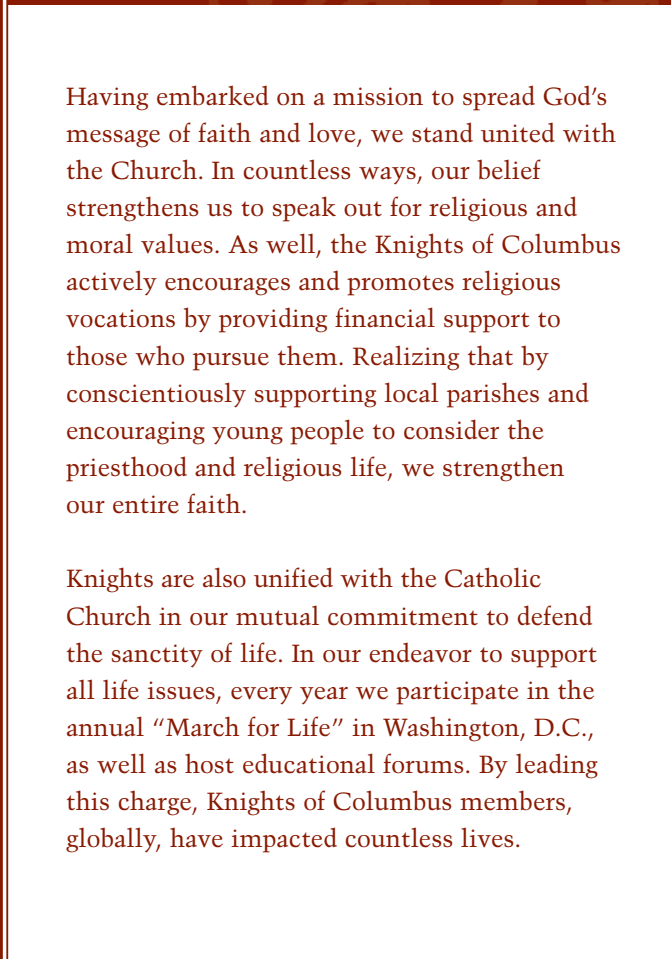 Having embarked on a mission to spread God’s
message of faith and love, we stand united with
the Church. In countless ways, our belief
strengthens us to speak out for religious and
moral values. As well, the Knights of Columbus
actively encourages and promotes religious
vocations by providing financial support to
those who pursue them. Realizing that by
conscientiously supporting local parishes and
encouraging young people to consider the
priesthood and religious life, we strengthen
our entire faith.

Knights are also unified with the Catholic
Church in our mutual commitment to defend
the sanctity of life. In our endeavor to support
all life issues, every year we participate in the
annual “March for Life” in Washington, D.C.,
as well as host educational forums. By leading
this charge, Knights of Columbus members,
globally, have impacted countless lives.